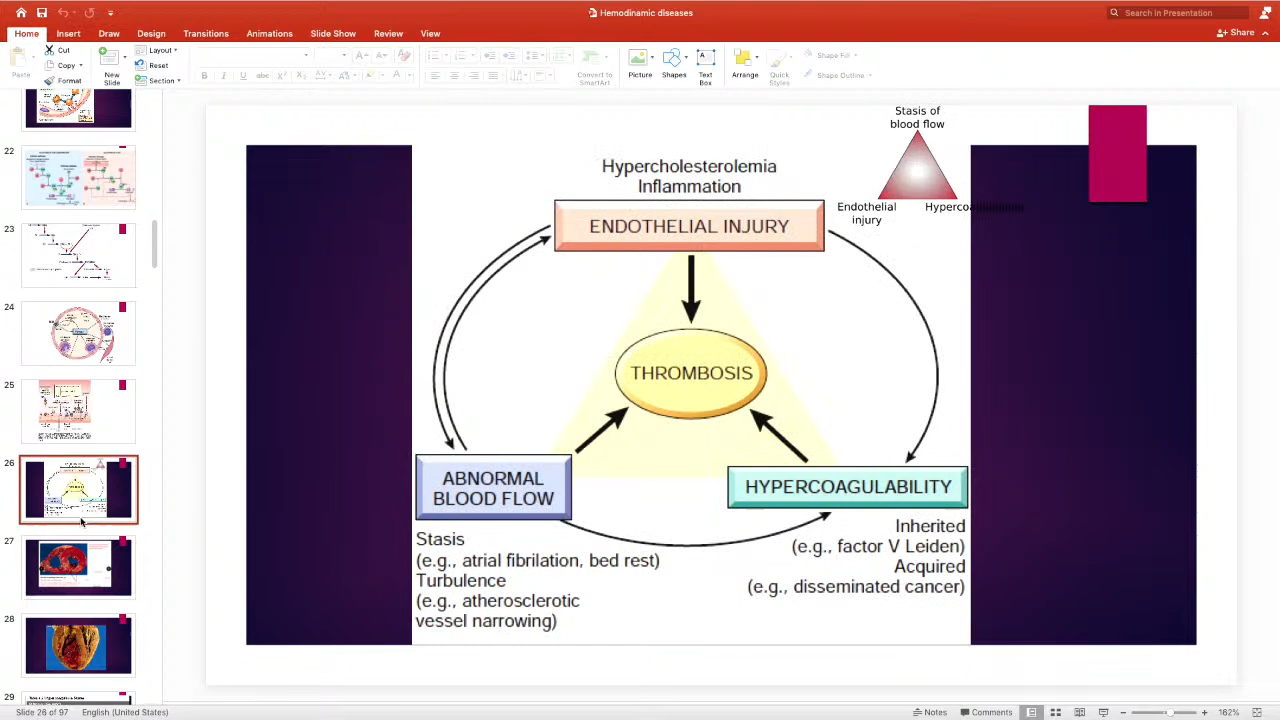 Hemodinamic diseases
Search in Presentation
Home
Insert
Draw
Design
Transitions
Animations
Slide Show
Review
View
Share
Paste
Cut
Copy
Format
New
Slide
Layout
Reset
Section
Convert to
SmartArt
Picture
Shapes
Text
Box
Arrange
Quick
Styles
Shape Fill
Shape Outline
22
23
24
25
26
27
28
29
Stasis of
blood flow
Endothelial
injury
Hypercholesterolemia
Inflammation
ENDOTHELIAL INJURY
THROMBOSIS
ABNORMAL
BLOOD FLOW
HYPERCOAGULABILITY
Stasis
(e.g., atrial fibrilation, bed rest)
Turbulence
(e.g., atherosclerotic
vessel narrowing)
Inherited
(e.g., factor V Leiden)
Acquired
(e.g., disseminated cancer)
Slide 26 of 97
English (United States)
Notes
Comments
162%